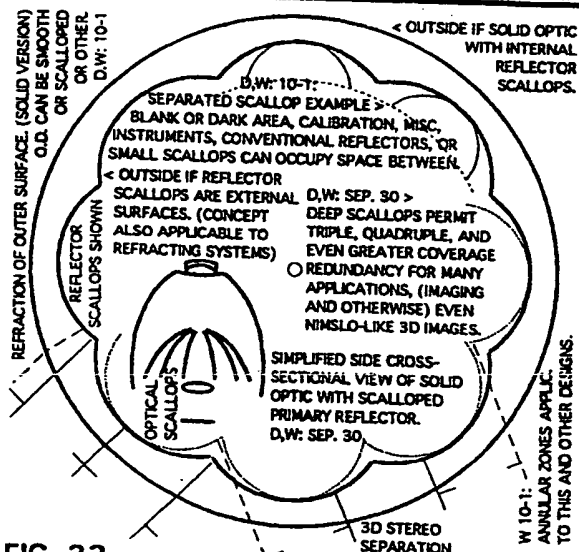 REFRACTION OF OUTER SURFACE. (SOLID VERSION)
O.D. CAN BE SMOOTH
OR SCALLOPED
OR OTHER.
D.W: 10-1
< OUTSIDE IF SOLID OPTIC
WITH INTERNAL
REFLECTOR
SCALLOPS.
D,W: 10-1:
SEPARATED SCALLOP EXAMPLE >
BLANK OR DARK AREA, CALIBRATION, MISC,
INSTRUMENTS, CONVENTIONAL REFLECTORS, OR
SMALL SCALLOPS CAN OCCUPY SPACE BETWEEN.
< OUTSIDE IF REFLECTOR
SCALLOPS ARE EXTERNAL
SURFACES. (CONCEPT
ALSO APPLICABLE TO
REFRACTING SYSTEMS)
D,W: SEP. 30 >
DEEP SCALLOPS PERMIT
TRIPLE, QUADRUPLE, AND
EVEN GREATER COVERAGE
REDUNDANCY FOR MANY
APPLICATIONS, (IMAGING
AND OTHERWISE) EVEN
NIMSLO-LIKE 3D IMAGES.
REFLECTOR
SCALLOPS SHOWN
OPTICAL
SCALLOPS
SIMPLIFIED SIDE CROSS-
SECTIONAL VIEW OF SOLID
OPTIC WITH SCALLOPED
PRIMARY REFLECTOR.
D,W: SEP. 30
W 10-1:
ANNULAR ZONES APPLIC.
TO THIS AND OTHER DESIGNS.
3D STEREO
SEPARATION
FIG. 33